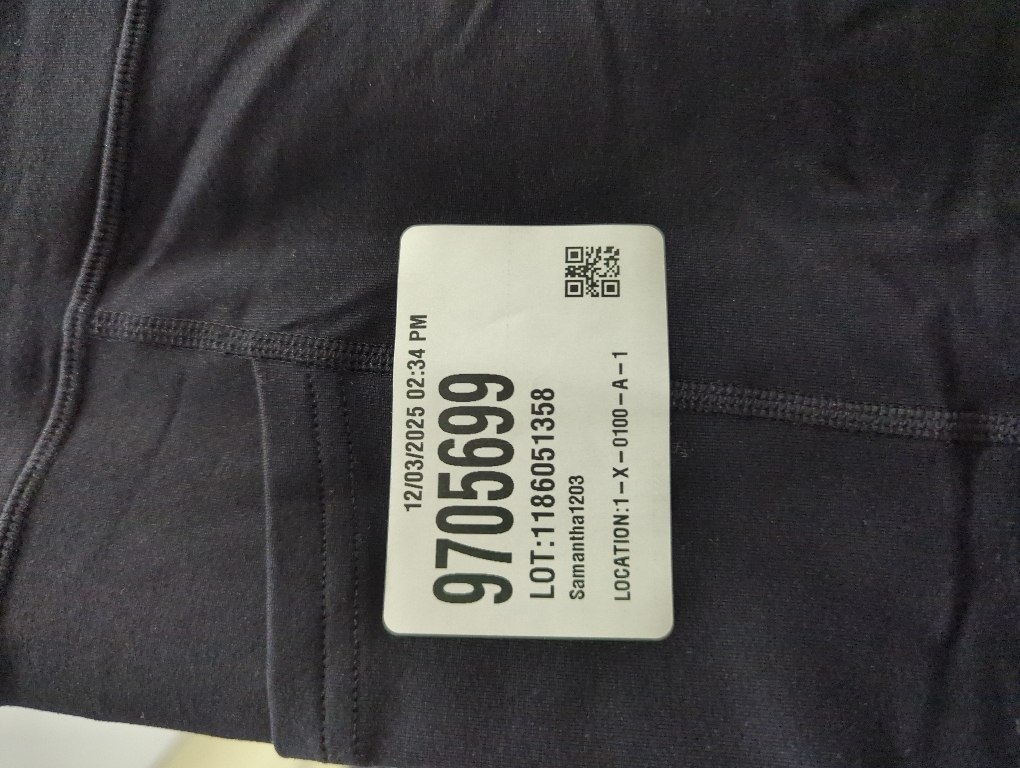 12/03/2025 02:34 PM
9705699
LOT:1186051358
Samantha1203
LOCATION:1-X-0100-A-1